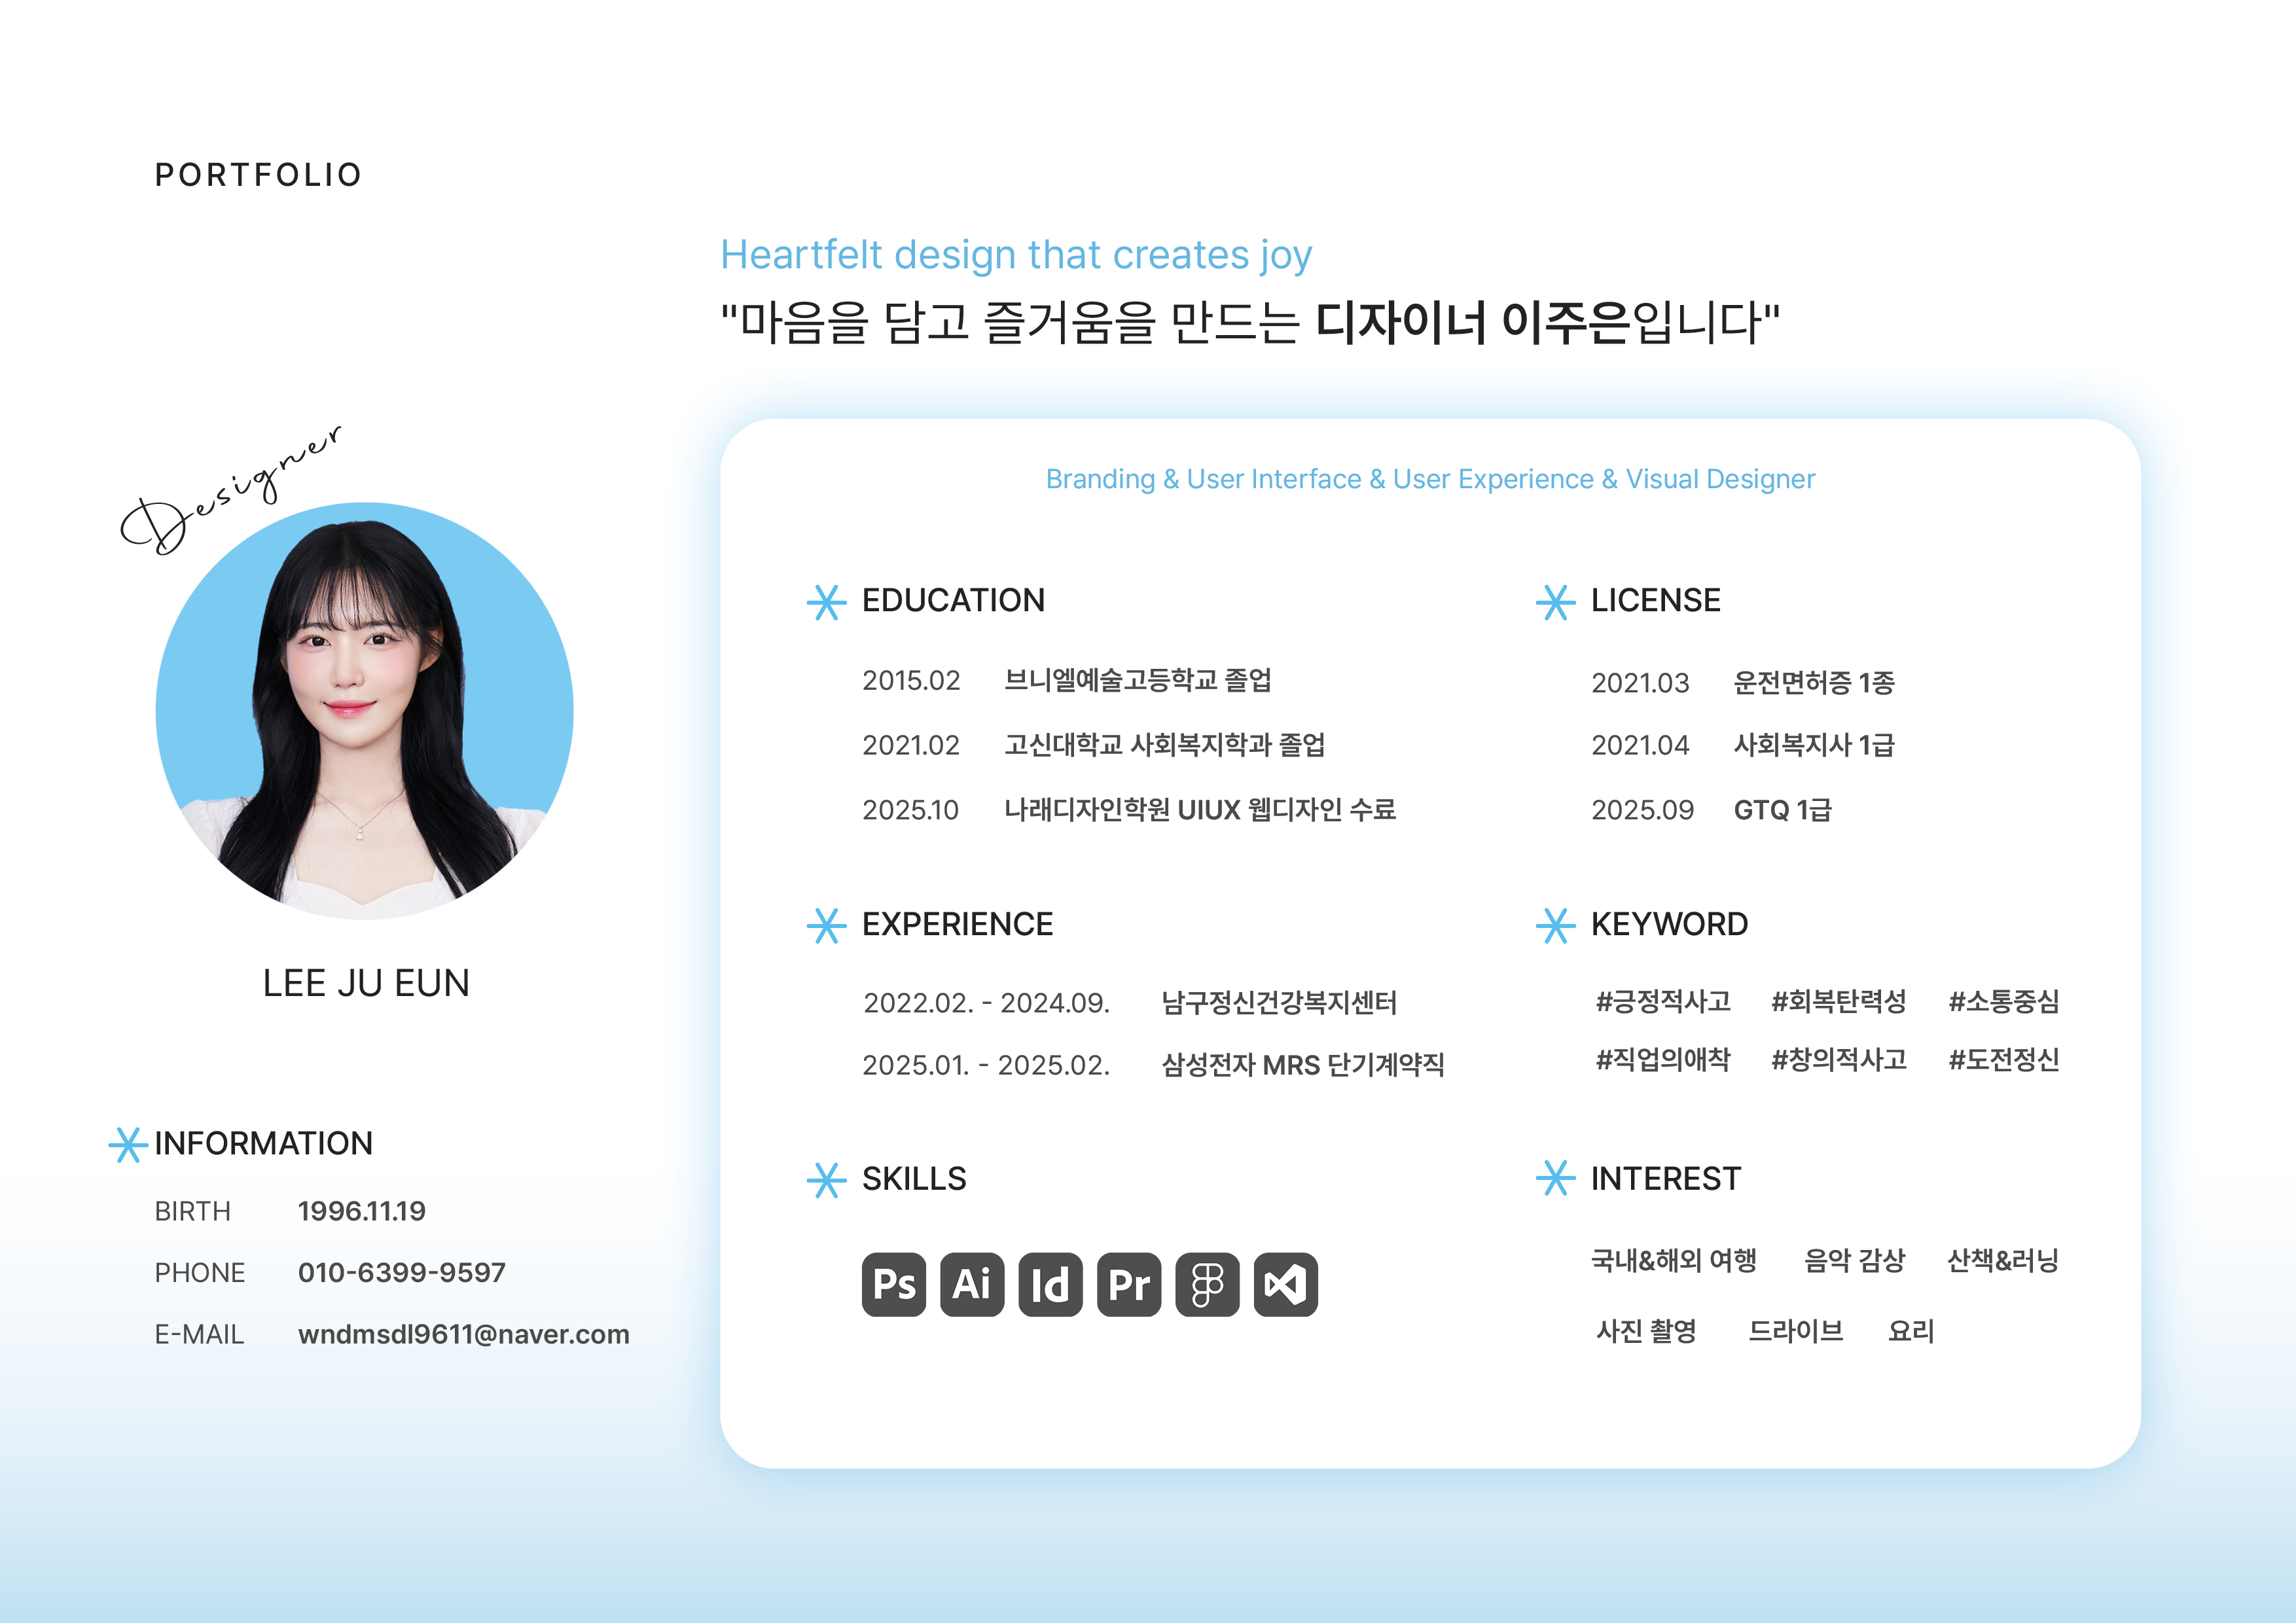 PORTFOLIO
Heartfelt design that creates joy
"마음을 담고 즐거움을 만드는 디자이너 이주은입니다"
Designer
LEE JU EUN
INFORMATION
BIRTH 1996.11.19
PHONE 010-6399-9597
E-MAIL wndmsdl9611@naver.com
Branding & User Interface & User Experience & Visual Designer
EDUCATION
2015.02 브니엘예술고등학교 졸업
2021.02 고신대학교 사회복지학과 졸업
2025.10 나래디자인학원 UIUX 웹디자인 수료
EXPERIENCE
2022.02. - 2024.09. 남구정신건강복지센터
2025.01. - 2025.02. 삼성전자 MRS 단기계약직
SKILLS
Ps Ai Id Pr
LICENSE
2021.03 운전면허증 1종
2021.04 사회복지사 1급
2025.09 GTQ 1급
KEYWORD
#긍정적사고 #회복탄력성 #소통중심
#직업의애착 #창의적사고 #도전정신
INTEREST
국내&해외 여행 음악 감상 산책&러닝
사진 촬영 드라이브 요리